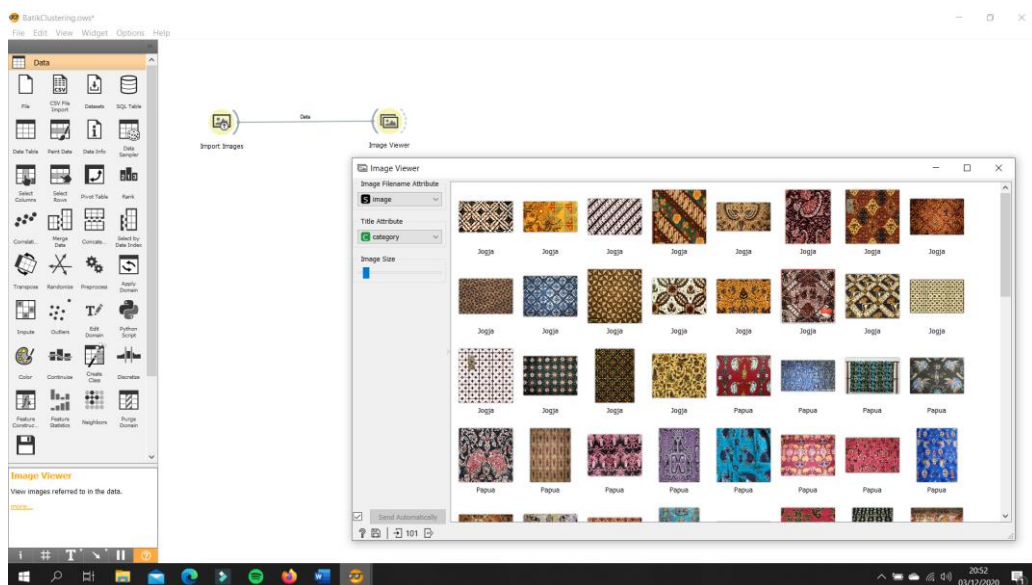 BatikClustering.ows*
File Edit View Widget Options Help
Data
File
CSV File Import
Datasets
SQL Table
Data Table
Paint Data
Data Info
Data Sampler
Select Columns
Select Rows
Pivot Table
Rank
Correlati...
Merge Data
Concate...
Select by Data Index
Transpose
Randomize
Preprocess
Apply Domain
Impute
Outliers
Edit Domain
Python Script
Color
Continuize
Create Class
Discretize
Feature Construc...
Feature Statistics
Neighbors
Purge Domain
Image Viewer
View images referred to in the data.
more...
Import Images
Data
Image Viewer
Image Viewer
Image Filename Attribute
S image
Title Attribute
C category
Image Size
Send Automatically
101
Jogja Jogja Jogja Jogja Jogja Jogja Jogja Jogja
Jogja Jogja Jogja Jogja Jogja Jogja Jogja Jogja
Jogja Jogja Jogja Jogja Papua Papua Papua Papua
Papua Papua Papua Papua Papua Papua Papua Papua
20:52
03/12/2020